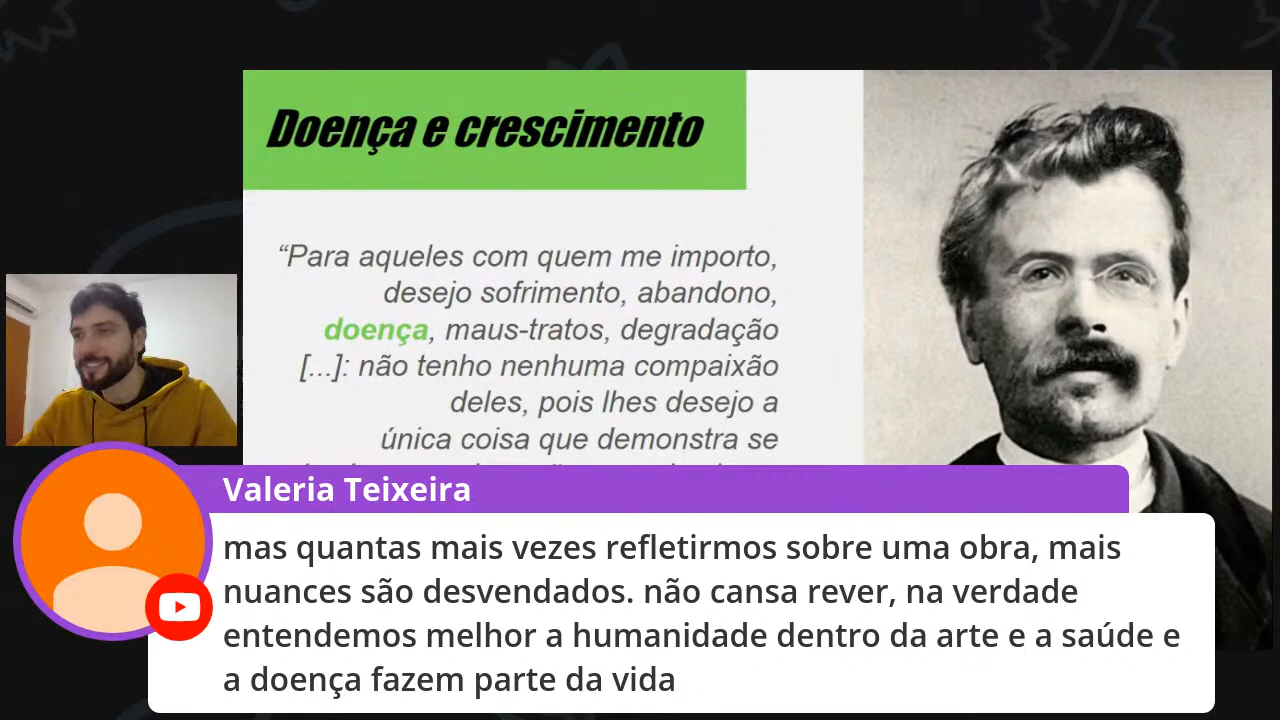 Doença e crescimento
“Para aqueles com quem me importo,
desejo sofrimento, abandono,
doença, maus-tratos, degradação
[...]: não tenho nenhuma compaixão
deles, pois lhes desejo a
única coisa que demonstra se
Valeria Teixeira
mas quantas mais vezes refletirmos sobre uma obra, mais
nuances são desvendados. não cansa rever, na verdade
entendemos melhor a humanidade dentro da arte e a saúde e
a doença fazem parte da vida